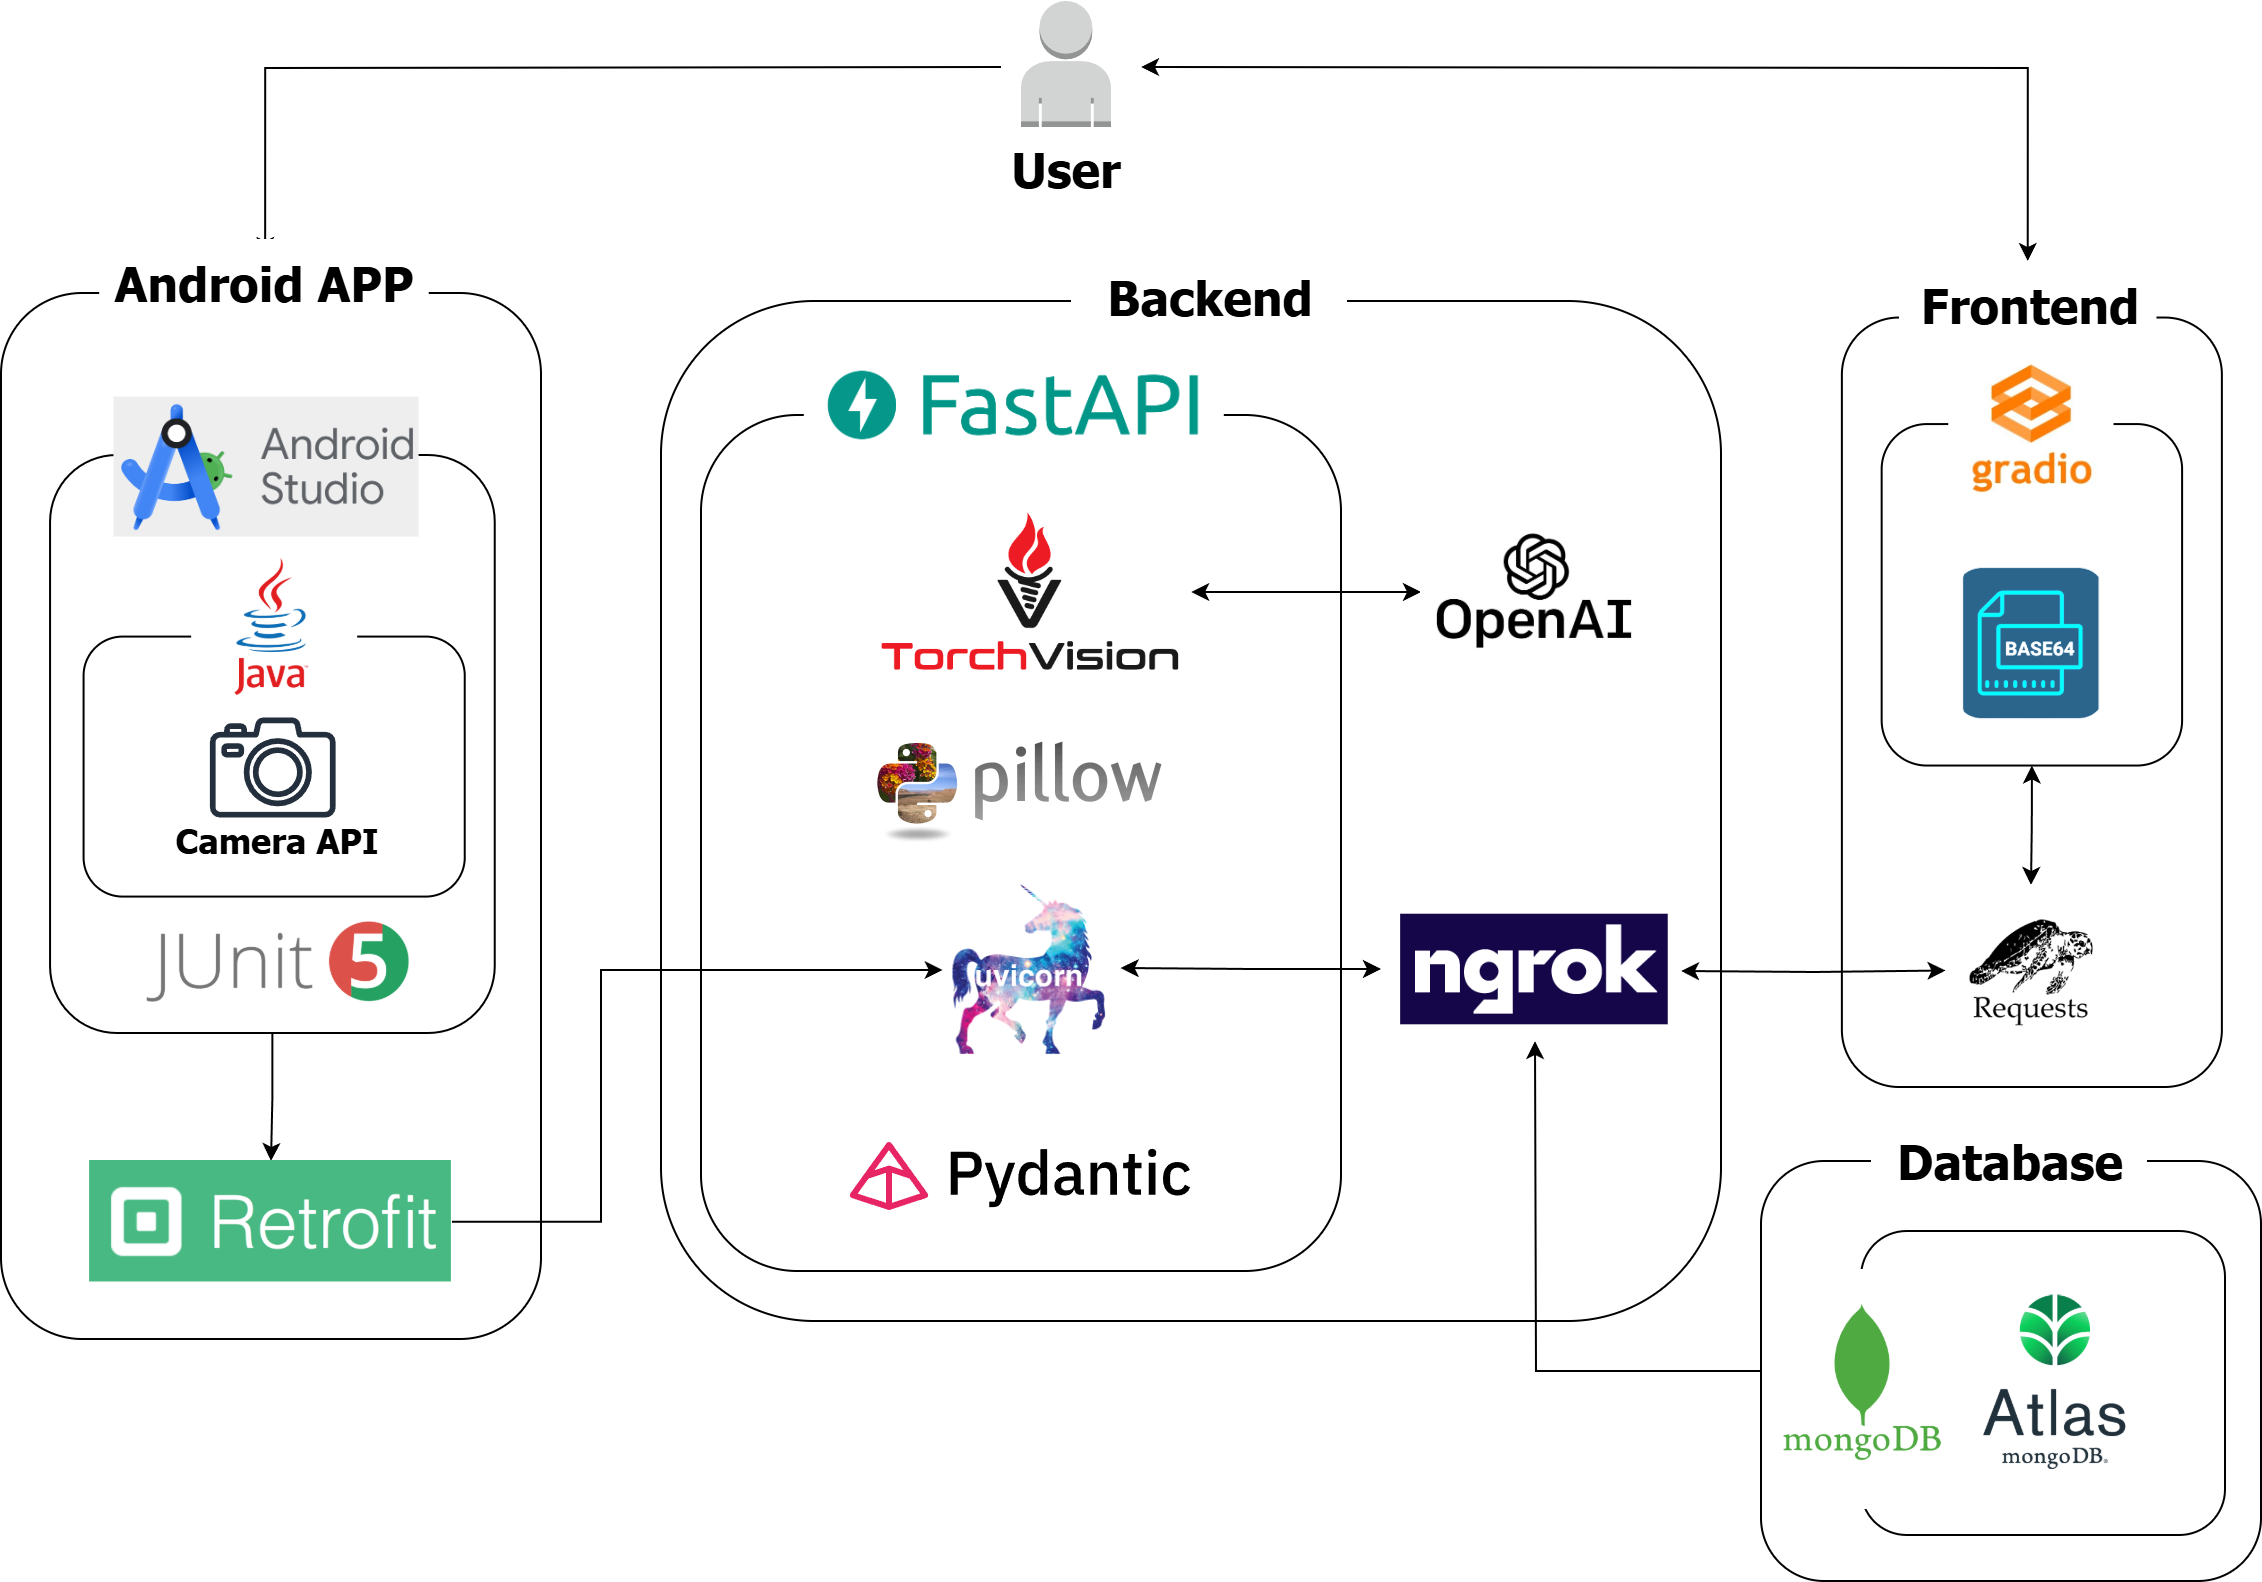 User
Android APP
Android
Studio
Java
Camera API
JUnit 5
Retrofit
Backend
FastAPI
TorchVision
OpenAI
pillow
uvicorn
ngrok
Pydantic
Frontend
gradio
BASE64
Requests
Database
mongoDB
Atlas
mongoDB.